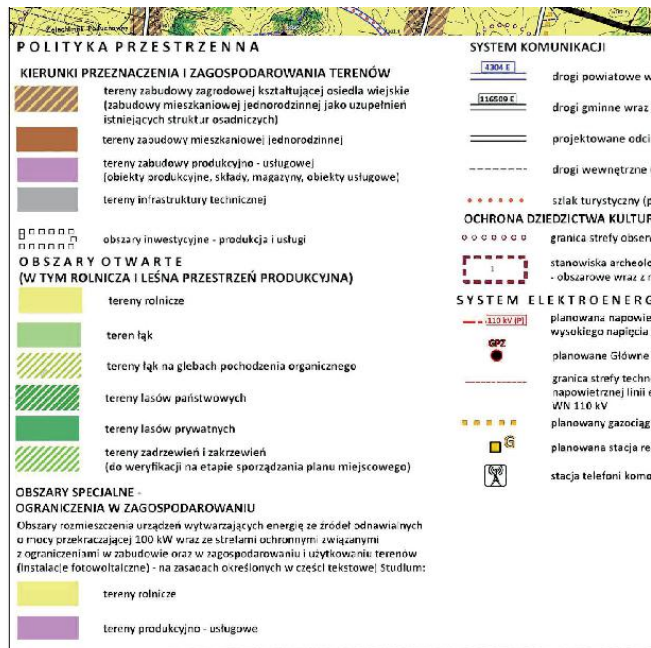 POLITYKA PRZESTRZENNA
KIERUNKI PRZEZNACZENIA I ZAGOSPODAROWANIA TERENÓW
tereny zabudowy zagrodowej kształtującej osiedla wiejskie
(zabudowy mieszkaniowej jednorodzinnej jako uzupełnień
istniejących struktur osadniczych)
tereny zabudowy mieszkaniowej jednorodzinnej
tereny zabudowy produkcyjno - usługowej
(obiekty produkcyjne, składy, magazyny, obiekty usługowe)
tereny infrastruktury technicznej
obszary inwestycyjne - produkcja i usługi
OBSZARY OTWARTE
(W TYM ROLNICZA I LEŚNA PRZESTRZEŃ PRODUKCYJNA)
tereny rolnicze
teren łąk
tereny łąk na glebach pochodzenia organicznego
tereny lasów państwowych
tereny lasów prywatnych
tereny zadrzewień i zakrzewień
(do weryfikacji na etapie sporządzania planu miejscowego)
OBSZARY SPECJALNE -
OGRANICZENIA W ZAGOSPODAROWANIU
Obszary rozmieszczenia urządzeń wytwarzających energię ze źródeł odnawialnych
o mocy przekraczającej 100 kW wraz ze strefami ochronnymi związanymi
z ograniczeniami w zabudowie oraz w zagospodarowaniu i użytkowaniu terenów
(instalacje fotowoltaiczne) - na zasadach określonych w części tekstowej Studium:
tereny rolnicze
tereny produkcyjno - usługowe
SYSTEM KOMUNIKACJI
4304 E
drogi powiatowe w
116509 E
drogi gminne wraz
projektowane odci
drogi wewnętrzne
szlak turystyczny (p
OCHRONA DZIEDZICTWA KULTUR
granica strefy obser
1
stanowiska archeolo
- obszarowe wraz z
SYSTEM ELEKTROENERG
110 kV (P)
planowana napowie
wysokiego napięcia
GPZ
planowane Główne
granica strefy techn
napowietrznej linii e
WN 110 kV
planowany gazociąg
G
planowana stacja re
stacja telefoni komo